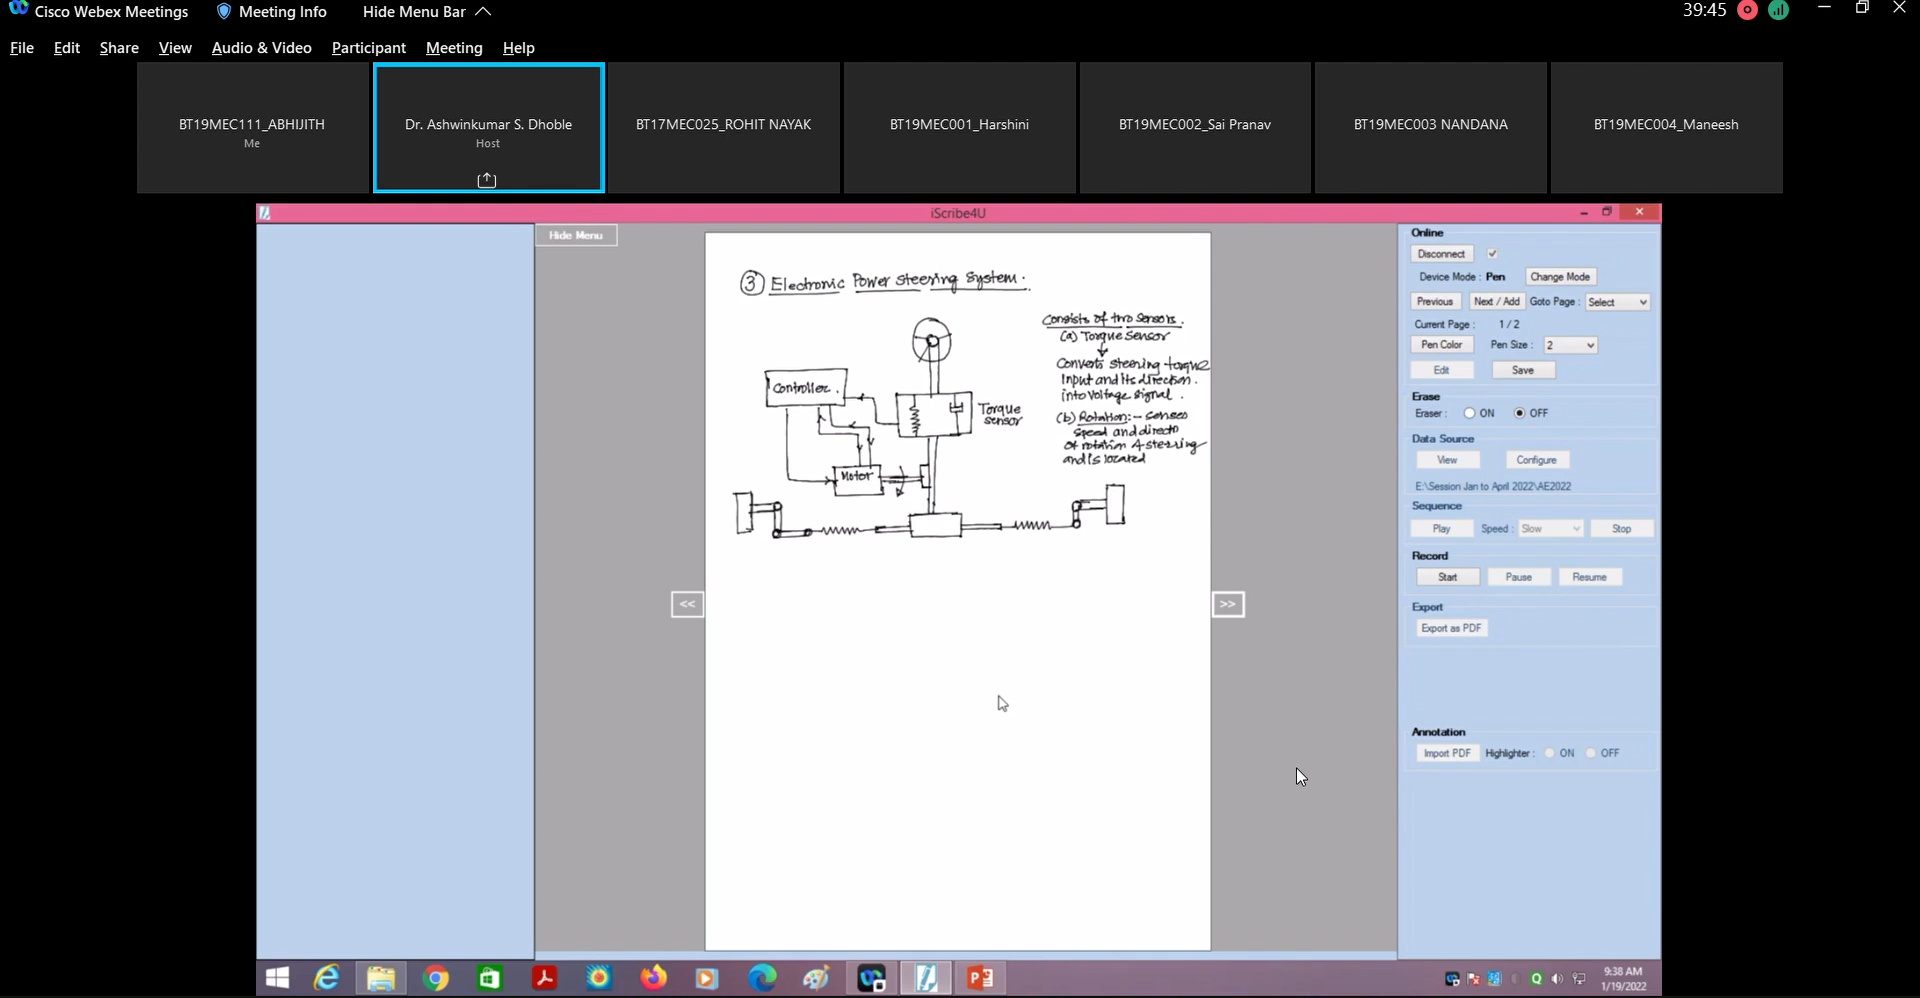 Cisco Webex Meetings
Meeting Info
Hide Menu Bar
39:45
File Edit Share View Audio & Video Participant Meeting Help
BT19MEC111_ABHIJITH
Me
Dr. Ashwinkumar S. Dhoble
Host
BT17MEC025_ROHIT NAYAK
BT19MEC001_Harshini
BT19MEC002_Sai Pranav
BT19MEC003 NANDANA
BT19MEC004_Maneesh
iScribe4U
Hide Menu
3 Electronic Power Steering System.
Controller.
Torque
sensor
Motor
Consists of two sensors.
(a) Torque Sensor
Converts steering torque
input and its direction.
into voltage signal.
(b) Rotation:- senses
speed and directn
of rotation 4 steering
and is located
<<
>>
Online
Disconnect
Device Mode : Pen Change Mode
Previous Next / Add Goto Page : Select
Current Page : 1 / 2
Pen Color Pen Size : 2
Edit Save
Erase
Eraser : ON OFF
Data Source
View Configure
E:\Session Jan to April 2022\AE2022
Sequence
Play Speed : Slow Stop
Record
Start Pause Resume
Export
Export as PDF
Annotation
Import PDF Highlighter : ON OFF
9:38 AM
1/19/2022